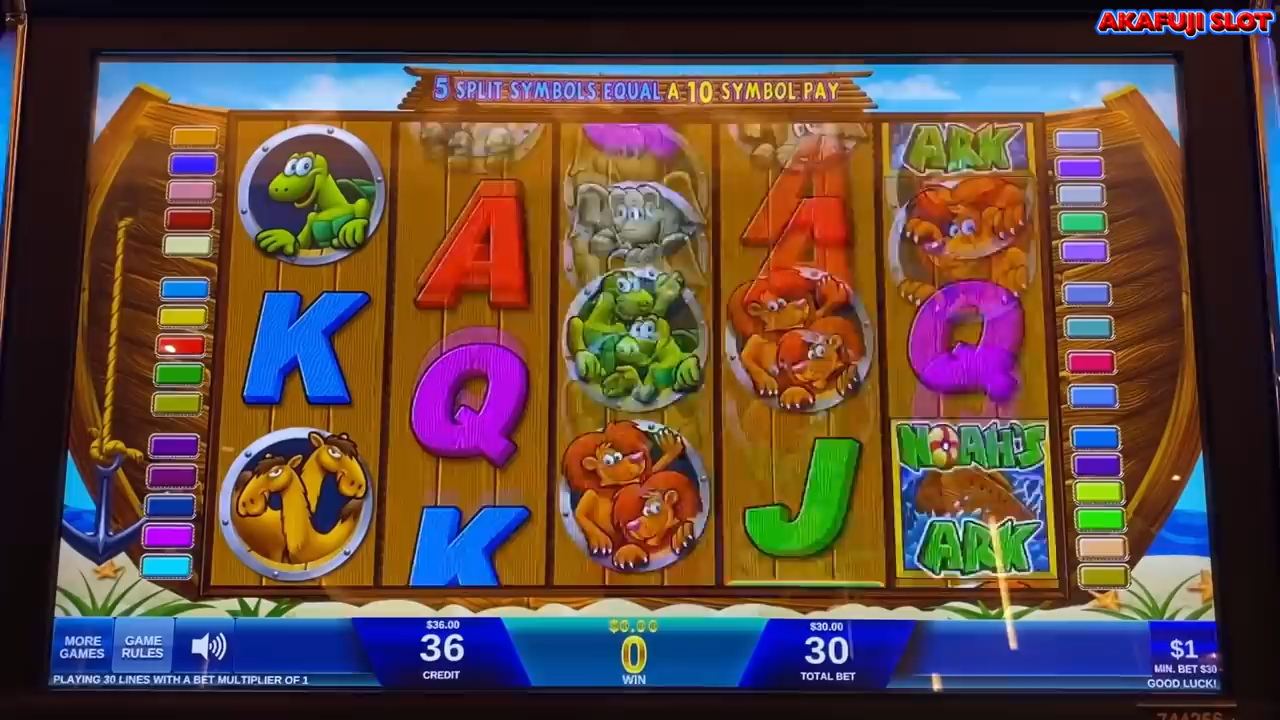 AKAFUJI SLOT
5 SPLIT SYMBOLS EQUAL A 10 SYMBOL PAY
ARK
A
A
K
Q
Q
NOAH'S
ARK
K
J
MORE
GAMES
GAME
RULES
$36.00
36
CREDIT
$0.00
0
WIN
$30.00
30
TOTAL BET
$1
MIN. BET $30
GOOD LUCK!
PLAYING 30 LINES WITH A BET MULTIPLIER OF 1